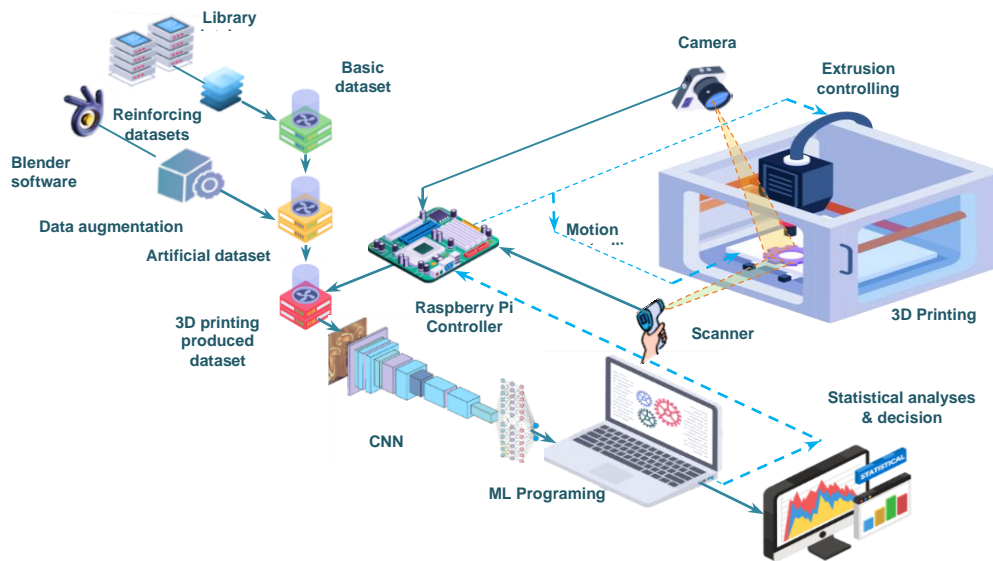 Library
Camera
Basic
dataset
Extrusion
controlling
Reinforcing
datasets
Blender
software
Data augmentation
Artificial dataset
Motion
Raspberry Pi
Controller
3D Printing
Scanner
3D printing
produced
dataset
CNN
ML Programing
Statistical analyses
& decision
STATISTICAL